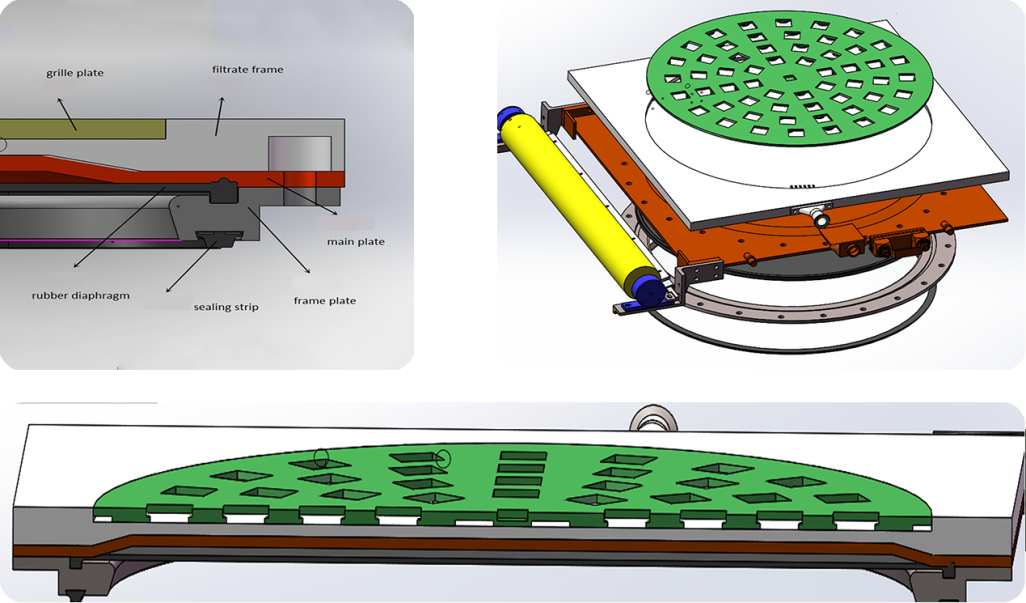 grille plate
filtrate frame
main plate
rubber diaphragm
sealing strip
frame plate